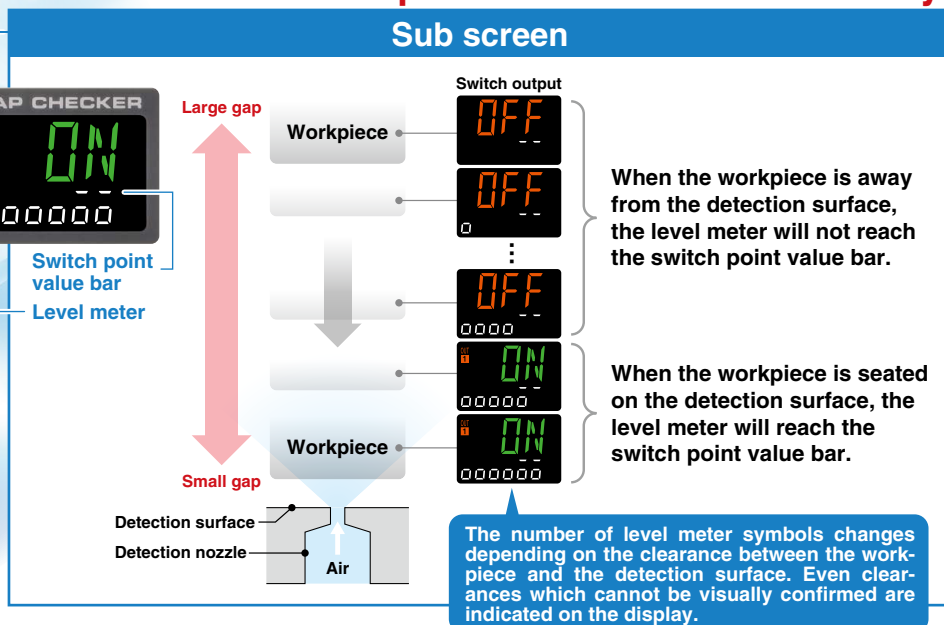 Sub screen
AP CHECKER
ON
Switch point
value bar
Level meter
Large gap
Small gap
Switch output
Workpiece
OFF
OFF
OFF
OUT
1
ON
OUT
1
ON
Workpiece
When the workpiece is away
from the detection surface,
the level meter will not reach
the switch point value bar.
When the workpiece is seated
on the detection surface, the
level meter will reach the
switch point value bar.
Detection surface
Detection nozzle
Air
The number of level meter symbols changes
depending on the clearance between the work-
piece and the detection surface. Even clear-
ances which cannot be visually confirmed are
indicated on the display.